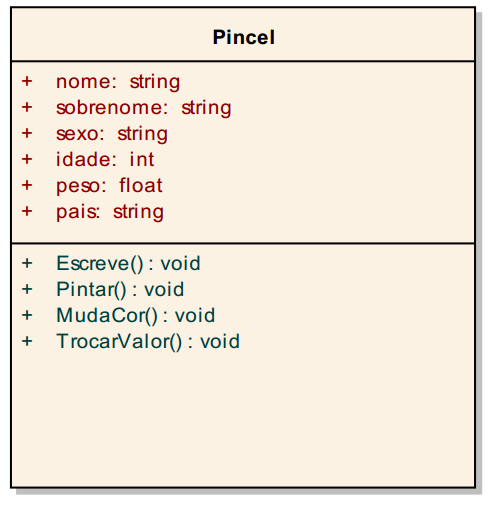 Pincel
+ nome: string
+ sobrenome: string
+ sexo: string
+ idade: int
+ peso: float
+ pais: string
+ Escreve() : void
+ Pintar() : void
+ MudaCor() : void
+ TrocarValor() : void